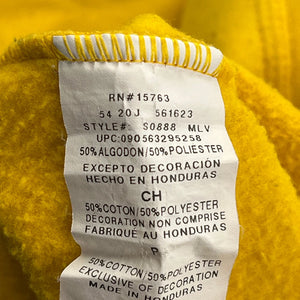 RN#15763
54 20J 561623
STYLE#: S0888 MLV
UPC:090563295258
50%ALGODON/50%POLIESTER
EXCEPTO DECORACIÓN
HECHO EN HONDURAS
CH
50%COTON/50%POLYESTER
DECORATION NON COMPRISE
FABRIQUE AU HONDURAS
P
50%COTTON/50%POLYESTER
EXCLUSIVE OF DECORATION
MADE IN HONDURAS